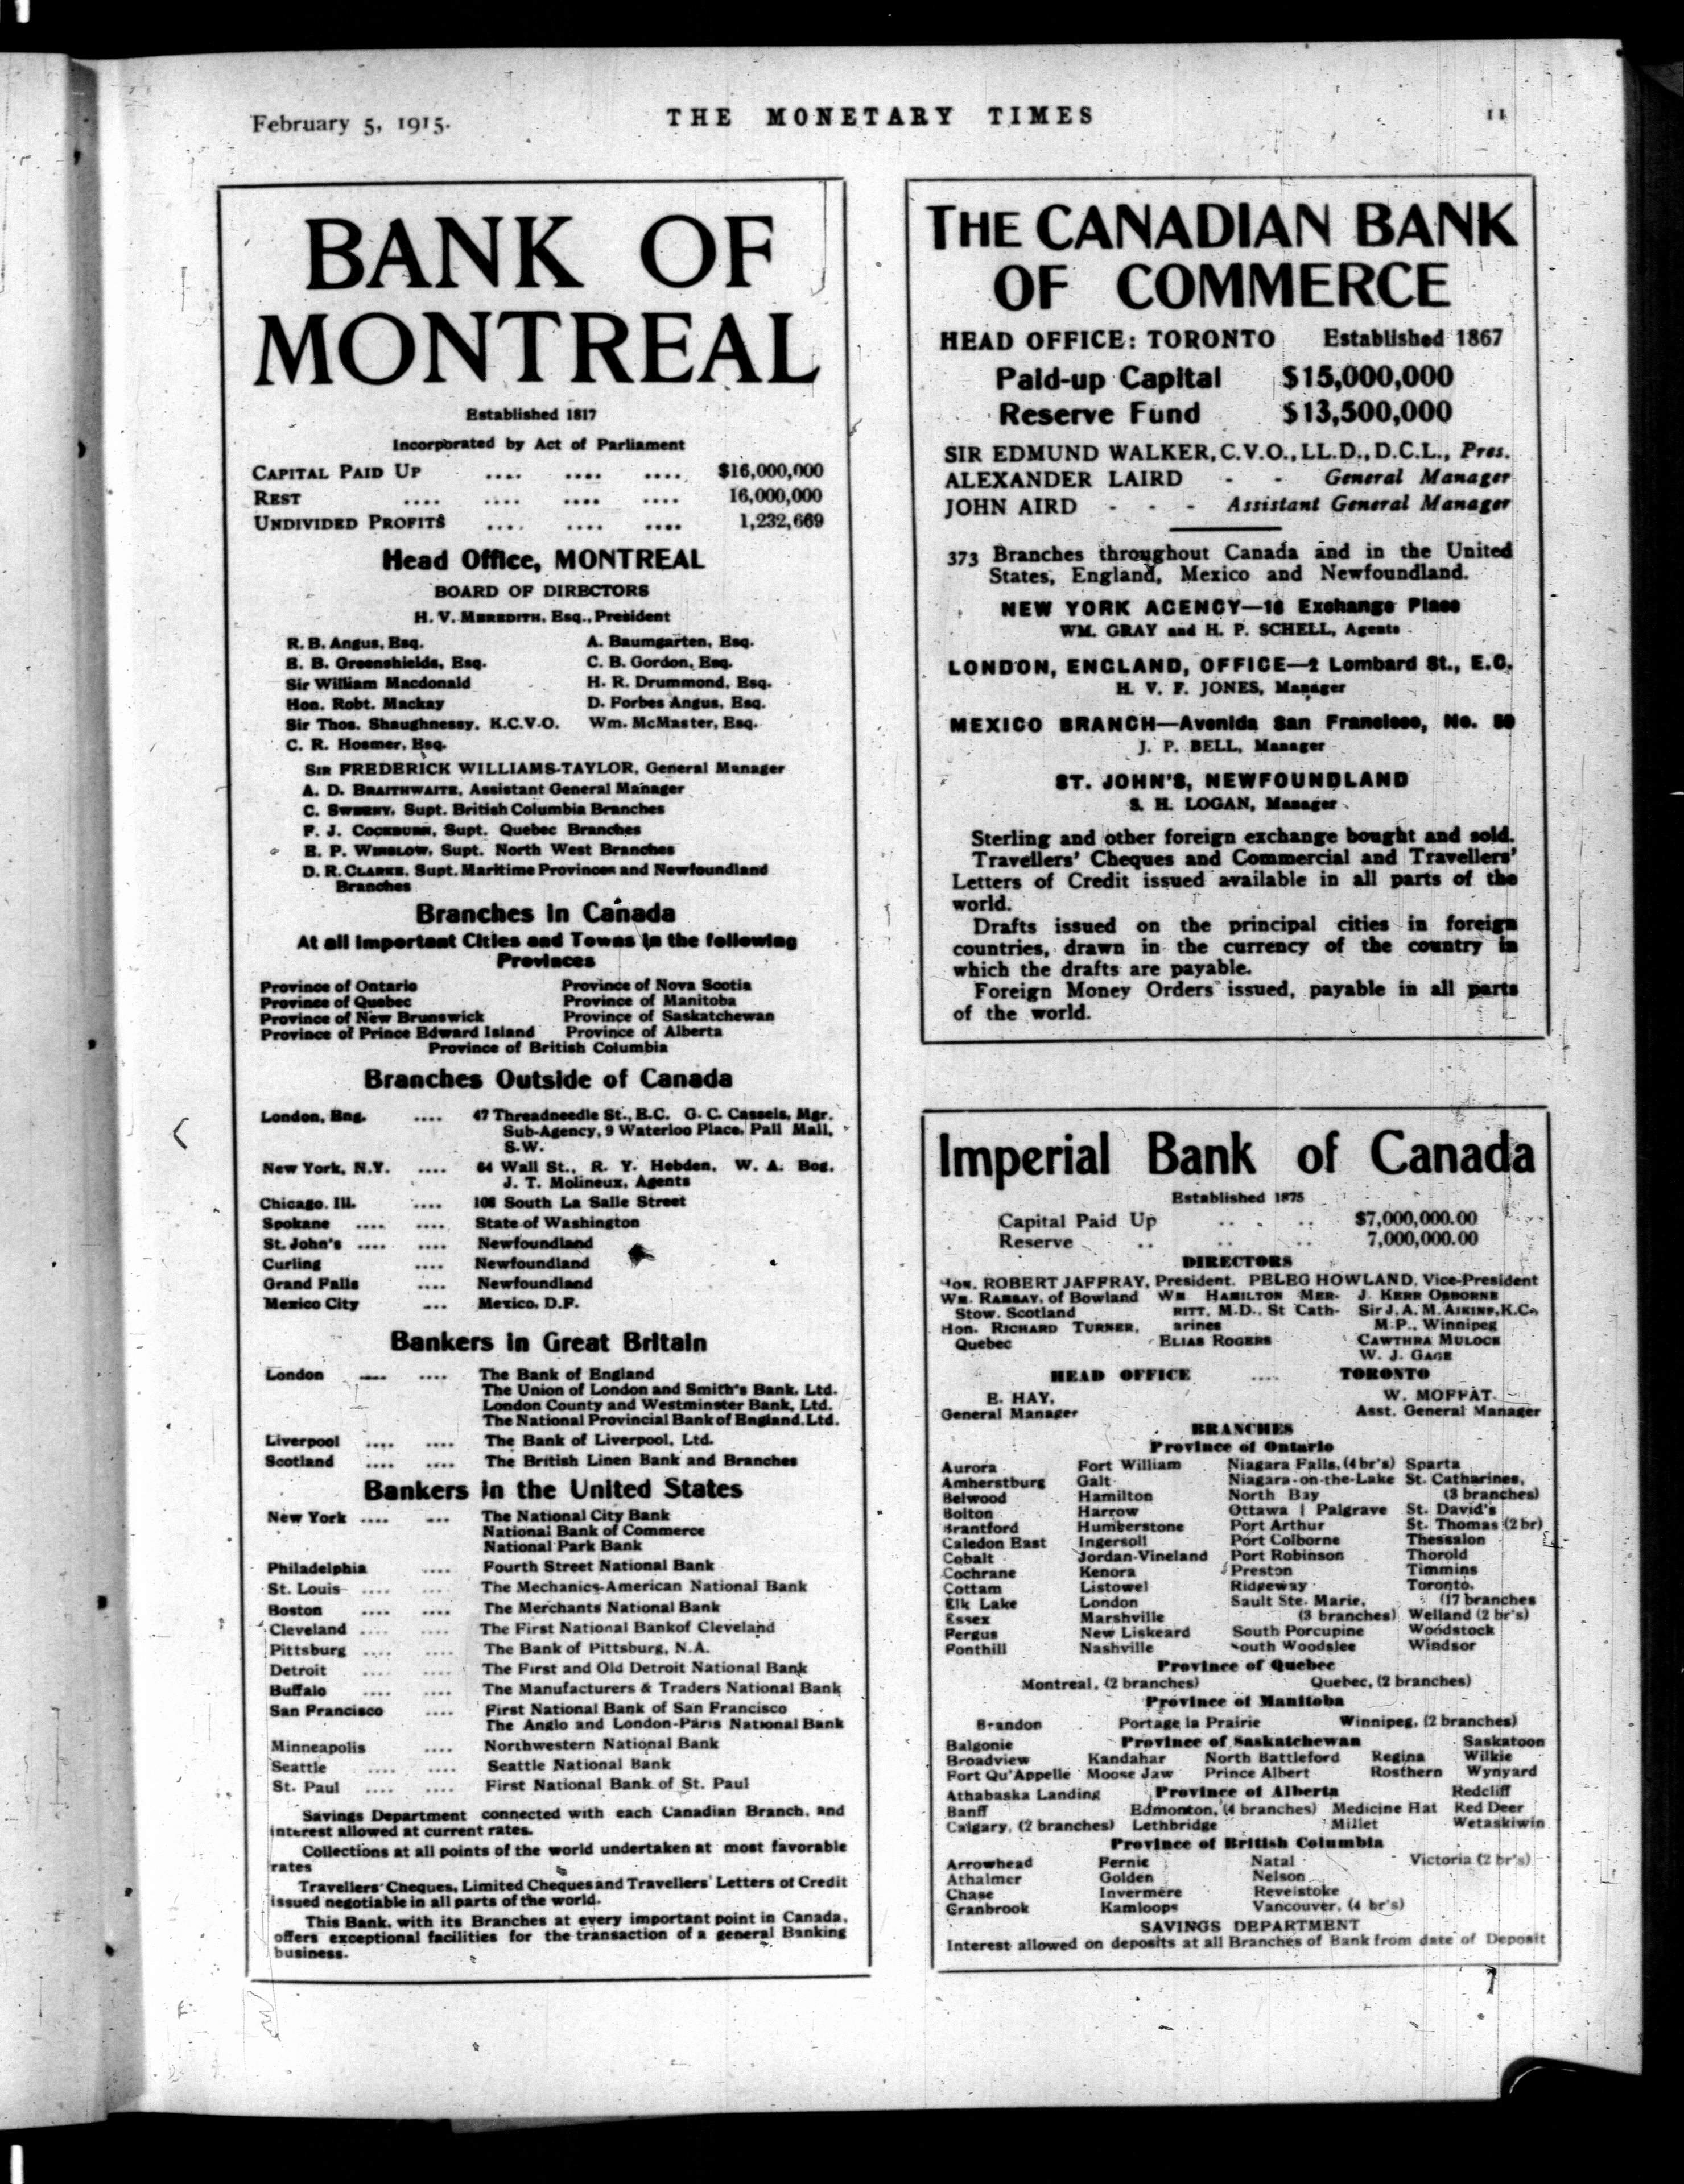 February 5, 1915.
THE MONETARY TIMES
11
BANK OF
MONTREAL
Established 1817
Incorporated by Act of Parliament
CAPITAL PAID UP .... .... .... $16,000,000
REST .... .... .... .... 16,000,000
UNDIVIDED PROFITS .... .... .... 1,232,669
Head Office, MONTREAL
BOARD OF DIRECTORS
H. V. MEREDITH, Esq., President
R. B. Angus, Esq. A. Baumgarten, Esq.
E. B. Greenshields, Esq. C. B. Gordon, Esq.
Sir William Macdonald H. R. Drummond, Esq.
Hon. Robt. Mackay D. Forbes Angus, Esq.
Sir Thos. Shaughnessy, K.C.V.O. Wm. McMaster, Esq.
C. R. Hosmer, Esq.
SIR FREDERICK WILLIAMS-TAYLOR, General Manager
A. D. BRAITHWAITE, Assistant General Manager
C. SWEENY, Supt. British Columbia Branches
F. J. COCKBURN, Supt. Quebec Branches
E. P. WINSLOW, Supt. North West Branches
D. R. CLARKE, Supt. Maritime Provinces and Newfoundland
Branches
Branches in Canada
At all Important Cities and Towns in the following
Provinces
Province of Ontario Province of Nova Scotia
Province of Quebec Province of Manitoba
Province of New Brunswick Province of Saskatchewan
Province of Prince Edward Island Province of Alberta
Province of British Columbia
Branches Outside of Canada
London, Eng. .... 47 Threadneedle St., E.C. G. C. Cassels, Mgr.
Sub-Agency, 9 Waterloo Place, Pall Mall,
S.W.
New York, N.Y. .... 64 Wall St., R. Y. Hebden, W. A. Bog,
J. T. Molineux, Agents
Chicago, Ill. .... 108 South La Salle Street
Spokane .... .... State of Washington
St. John's .... .... Newfoundland
Curling .... Newfoundland
Grand Falls .... Newfoundland
Mexico City .... Mexico, D.F.
Bankers in Great Britain
London .... .... The Bank of England
The Union of London and Smith's Bank, Ltd.
London County and Westminster Bank, Ltd.
The National Provincial Bank of England, Ltd.
Liverpool .... .... The Bank of Liverpool, Ltd.
Scotland .... .... The British Linen Bank and Branches
Bankers in the United States
New York .... .... The National City Bank
National Bank of Commerce
National Park Bank
Philadelphia .... Fourth Street National Bank
St. Louis .... .... The Mechanics-American National Bank
Boston .... .... The Merchants National Bank
Cleveland .... .... The First National Bank of Cleveland
Pittsburg .... .... The Bank of Pittsburg, N.A.
Detroit .... .... The First and Old Detroit National Bank
Buffalo .... .... The Manufacturers & Traders National Bank
San Francisco .... First National Bank of San Francisco
The Anglo and London-Paris National Bank
Minneapolis .... Northwestern National Bank
Seattle .... .... Seattle National Bank
St. Paul .... .... First National Bank of St. Paul
Savings Department connected with each Canadian Branch, and
interest allowed at current rates.
Collections at all points of the world undertaken at most favorable
rates
Travellers' Cheques, Limited Cheques and Travellers' Letters of Credit
issued negotiable in all parts of the world.
This Bank, with its Branches at every important point in Canada,
offers exceptional facilities for the transaction of a general Banking
business.
THE CANADIAN BANK
OF COMMERCE
HEAD OFFICE: TORONTO Established 1867
Paid-up Capital $15,000,000
Reserve Fund $13,500,000
SIR EDMUND WALKER, C.V.O., LL.D., D.C.L., Pres.
ALEXANDER LAIRD - - General Manager
JOHN AIRD - - - Assistant General Manager
373 Branches throughout Canada and in the United
States, England, Mexico and Newfoundland.
NEW YORK AGENCY—16 Exchange Place
WM. GRAY and H. P. SCHELL, Agents
LONDON, ENGLAND, OFFICE—2 Lombard St., E.C.
H. V. F. JONES, Manager
MEXICO BRANCH—Avenida San Francisco, No. 50
J. P. BELL, Manager
ST. JOHN'S, NEWFOUNDLAND
S. H. LOGAN, Manager
Sterling and other foreign exchange bought and sold.
Travellers' Cheques and Commercial and Travellers'
Letters of Credit issued available in all parts of the
world.
Drafts issued on the principal cities in foreign
countries, drawn in the currency of the country in
which the drafts are payable.
Foreign Money Orders issued, payable in all parts
of the world.
Imperial Bank of Canada
Established 1875
Capital Paid Up .. .. .. $7,000,000.00
Reserve .. .. .. 7,000,000.00
DIRECTORS
Hon. ROBERT JAFFRAY, President. PELEG HOWLAND, Vice-President
WM. RAMSAY, of Bowland WM HAMILTON MER- J. KERR OSBORNE
Stow, Scotland RITT, M.D., St Cath- Sir J. A. M. AIKINS, K.C.,
Hon. RICHARD TURNER, arines M.P., Winnipeg
Quebec ELIAS ROGERS CAWTHRA MULOCK
W. J. GAGE
HEAD OFFICE .... TORONTO
E. HAY, W. MOFFAT,
General Manager Asst. General Manager
BRANCHES
Province of Ontario
Aurora Fort William Niagara Falls, (4 br's) Sparta
Amherstburg Galt Niagara-on-the-Lake St. Catharines,
Belwood Hamilton North Bay (3 branches)
Bolton Harrow Ottawa | Palgrave St. David's
Brantford Humberstone Port Arthur St. Thomas (2 br)
Caledon East Ingersoll Port Colborne Thessalon
Cobalt Jordan-Vineland Port Robinson Thorold
Cochrane Kenora Preston Timmins
Cottam Listowel Ridgeway Toronto,
Elk Lake London Sault Ste. Marie, (17 branches
Essex Marshville (3 branches) Welland (2 br's)
Fergus New Liskeard South Porcupine Woodstock
Fonthill Nashville South Woodslee Windsor
Province of Quebec
Montreal, (2 branches) Quebec, (2 branches)
Province of Manitoba
Brandon Portage la Prairie Winnipeg, (2 branches)
Balgonie Province of Saskatchewan Saskatoon
Broadview Kandahar North Battleford Regina Wilkie
Fort Qu'Appelle Moose Jaw Prince Albert Rosthern Wynyard
Athabaska Landing Province of Alberta Redcliff
Banff Edmonton, (4 branches) Medicine Hat Red Deer
Calgary, (2 branches) Lethbridge Millet Wetaskiwin
Province of British Columbia
Arrowhead Fernie Natal Victoria (2 br's)
Athalmer Golden Nelson
Chase Invermere Revelstoke
Cranbrook Kamloops Vancouver, (4 br's)
SAVINGS DEPARTMENT
Interest allowed on deposits at all Branches of Bank from date of Deposit